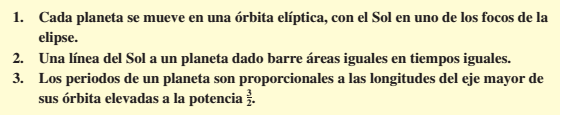 1. Cada planeta se mueve en una órbita elíptica, con el Sol en uno de los focos de la
elipse.
2. Una línea del Sol a un planeta dado barre áreas iguales en tiempos iguales.
3. Los periodos de un planeta son proporcionales a las longitudes del eje mayor de
sus órbita elevadas a la potencia 3/2.